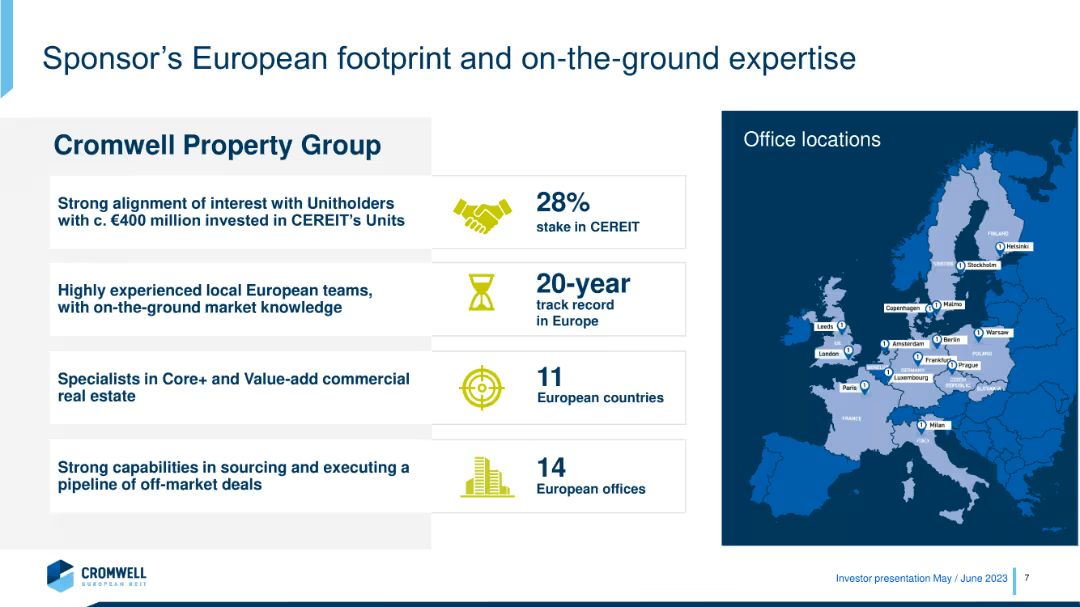 Sponsor's European footprint and on-the-ground expertise
Cromwell Property Group
Strong alignment of interest with Unitholders
with c. €400 million invested in CEREIT's Units
28%
stake in CEREIT
Highly experienced local European teams,
with on-the-ground market knowledge
20-year
track record
in Europe
Specialists in Core+ and Value-add commercial
real estate
11
European countries
Strong capabilities in sourcing and executing a
pipeline of off-market deals
14
European offices
Office locations
FINLAND
1 Helsinki
1 Stockholm
Copenhagen 1
1 Malmo
Leeds 1
UK
London 1
1 Amsterdam
1 Berlin
1 Warsaw
POLAND
1 Frankfurt
1 Prague
GERMANY
1 Luxembourg
CZECH
REPUBLIC
SLOVAKIA
Paris 1
FRANCE
1 Milan
ITALY
CROMWELL
EUROPEAN REIT
Investor presentation May / June 2023
7